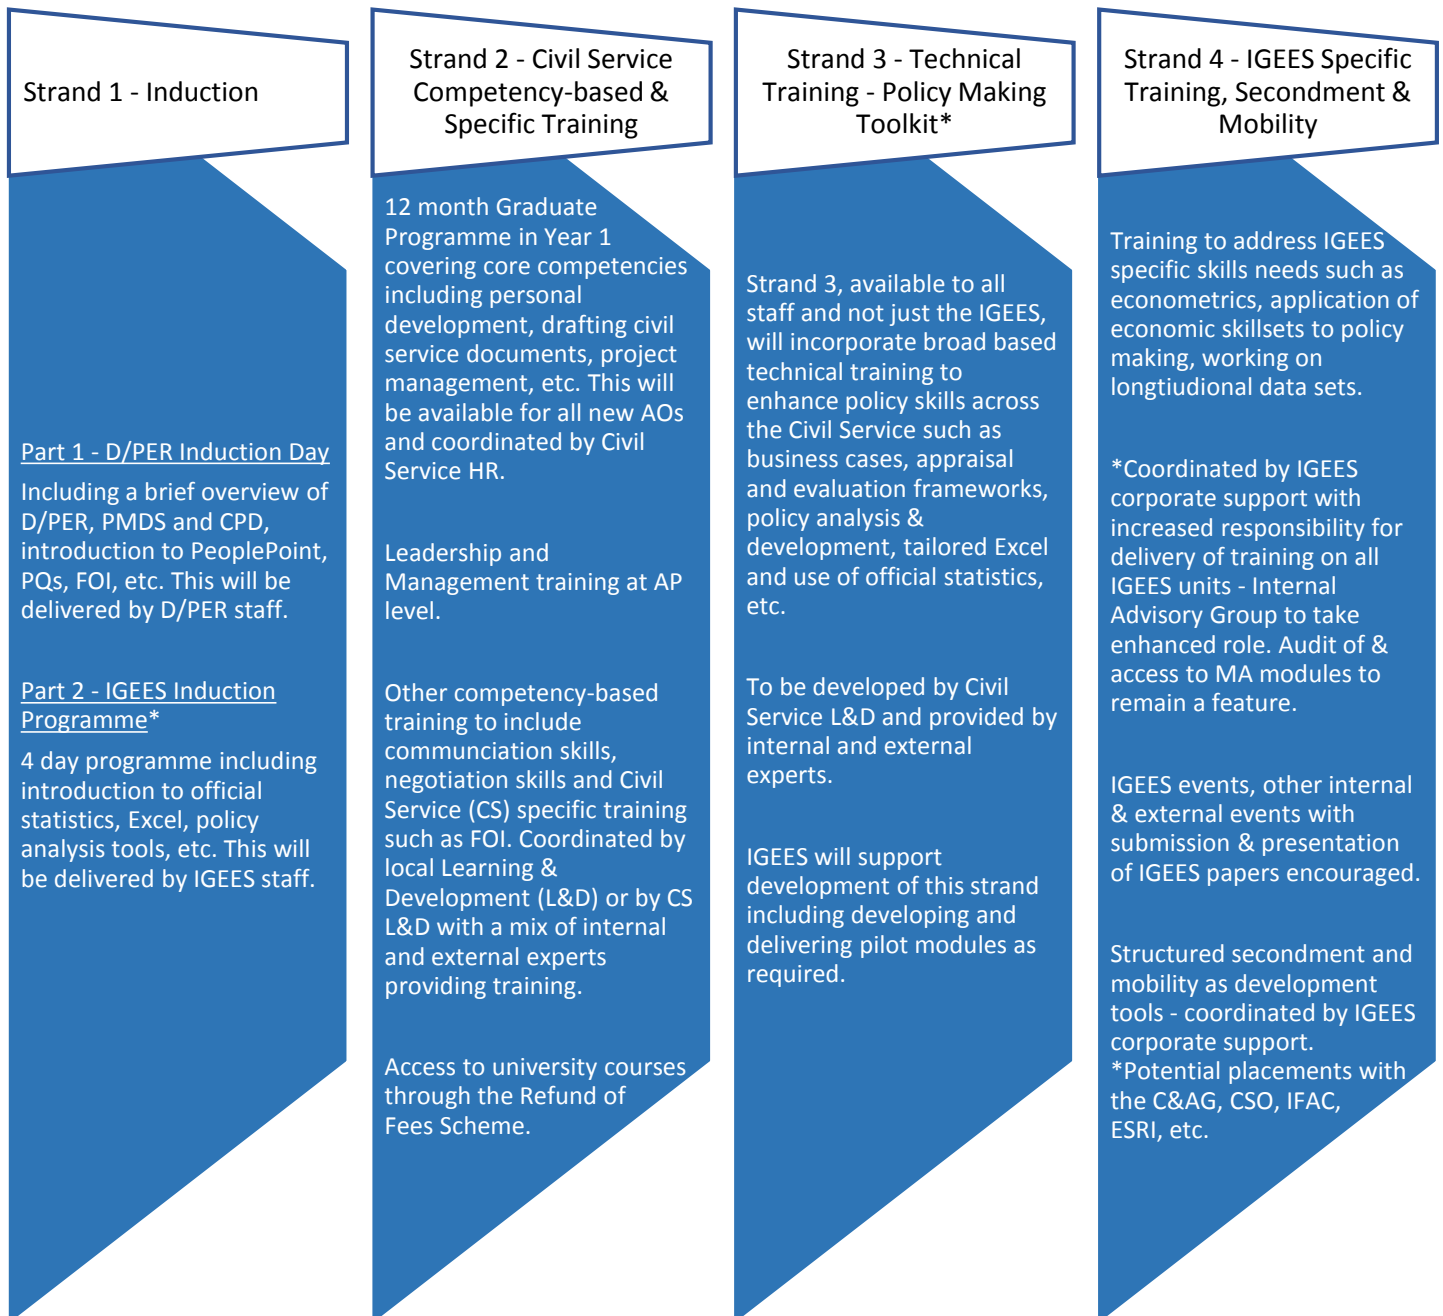 Strand 1 - Induction
Part 1 - D/PER Induction Day
Including a brief overview of
D/PER, PMDS and CPD,
introduction to PeoplePoint,
PQs, FOI, etc. This will be
delivered by D/PER staff.
Part 2 - IGEES Induction
Programme*
4 day programme including
introduction to official
statistics, Excel, policy
analysis tools, etc. This will
be delivered by IGEES staff.
Strand 2 - Civil Service
Competency-based &
Specific Training
12 month Graduate
Programme in Year 1
covering core competencies
including personal
development, drafting civil
service documents, project
management, etc. This will
be available for all new AOs
and coordinated by Civil
Service HR.
Leadership and
Management training at AP
level.
Other competency-based
training to include
communciation skills,
negotiation skills and Civil
Service (CS) specific training
such as FOI. Coordinated by
local Learning &
Development (L&D) or by CS
L&D with a mix of internal
and external experts
providing training.
Access to university courses
through the Refund of
Fees Scheme.
Strand 3 - Technical
Training - Policy Making
Toolkit*
Strand 3, available to all
staff and not just the IGEES,
will incorporate broad based
technical training to
enhance policy skills across
the Civil Service such as
business cases, appraisal
and evaluation frameworks,
policy analysis &
development, tailored Excel
and use of official statistics,
etc.
To be developed by Civil
Service L&D and provided by
internal and external
experts.
IGEES will support
development of this strand
including developing and
delivering pilot modules as
required.
Strand 4 - IGEES Specific
Training, Secondment &
Mobility
Training to address IGEES
specific skills needs such as
econometrics, application of
economic skillsets to policy
making, working on
longtiudional data sets.
*Coordinated by IGEES
corporate support with
increased responsibility for
delivery of training on all
IGEES units - Internal
Advisory Group to take
enhanced role. Audit of &
access to MA modules to
remain a feature.
IGEES events, other internal
& external events with
submission & presentation
of IGEES papers encouraged.
Structured secondment and
mobility as development
tools - coordinated by IGEES
corporate support.
*Potential placements with
the C&AG, CSO, IFAC,
ESRI, etc.